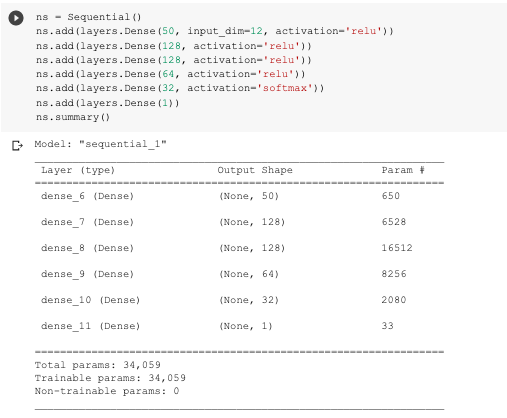 ns = Sequential()
ns.add(layers.Dense(50, input_dim=12, activation='relu'))
ns.add(layers.Dense(128, activation='relu'))
ns.add(layers.Dense(128, activation='relu'))
ns.add(layers.Dense(64, activation='relu'))
ns.add(layers.Dense(32, activation='softmax'))
ns.add(layers.Dense(1))
ns.summary()
Model: "sequential_1"
Layer (type) Output Shape Param #
dense_6 (Dense) (None, 50) 650
dense_7 (Dense) (None, 128) 6528
dense_8 (Dense) (None, 128) 16512
dense_9 (Dense) (None, 64) 8256
dense_10 (Dense) (None, 32) 2080
dense_11 (Dense) (None, 1) 33
Total params: 34,059
Trainable params: 34,059
Non-trainable params: 0